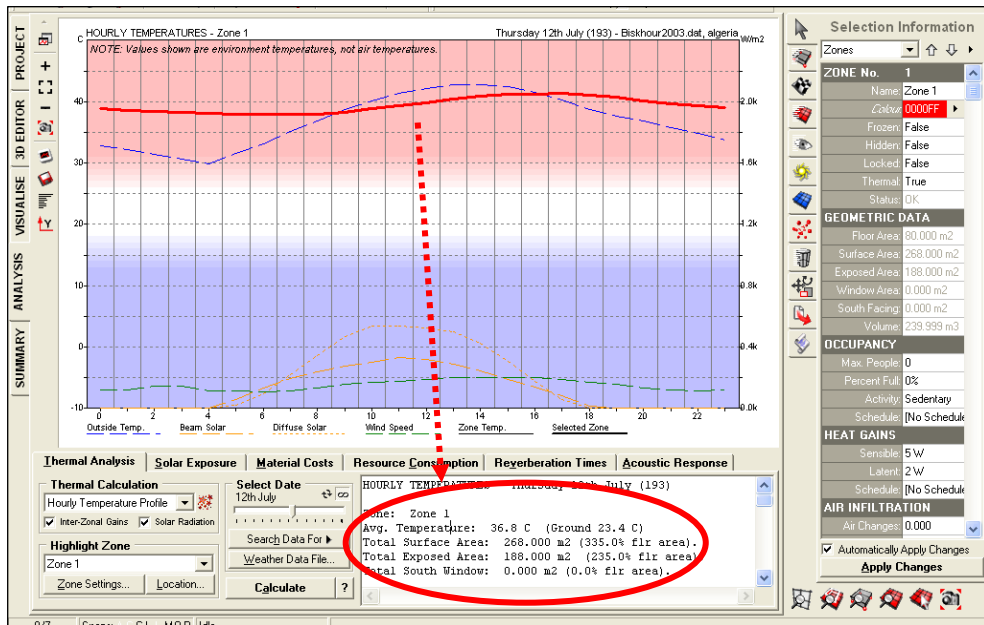 HOURLY TEMPERATURES - Zone 1
Thursday 12th July (193) - Biskhour2003.dat, algeria
C
W/m2
NOTE: Values shown are environment temperatures, not air temperatures.
40
2.0k
30
1.6k
20
1.2k
10
0.8k
0
0.4k
-10
0.0k
0 2 4 6 8 10 12 14 16 18 20 22
Outside Temp. Beam Solar Diffuse Solar Wind Speed Zone Temp. Selected Zone
PROJECT
3D EDITOR
VISUALISE
ANALYSIS
SUMMARY
Y
Thermal Analysis
Solar Exposure
Material Costs
Resource Consumption
Reverberation Times
Acoustic Response
Thermal Calculation
Hourly Temperature Profile
Inter-Zonal Gains
Solar Radiation
Highlight Zone
Zone 1
Zone Settings...
Location...
Select Date
12th July
Search Data For
Weather Data File...
Calculate
?
HOURLY TEMPERATURES - Thursday 12th July (193)
Zone: Zone 1
Avg. Temperature: 36.8 C (Ground 23.4 C)
Total Surface Area: 268.000 m2 (335.0% flr area).
Total Exposed Area: 188.000 m2 (235.0% flr area).
Total South Window: 0.000 m2 (0.0% flr area).
Selection Information
Zones
ZONE No. 1
Name: Zone 1
Colour: 0000FF
Frozen: False
Hidden: False
Locked: False
Thermal: True
Status: OK
GEOMETRIC DATA
Floor Area: 80.000 m2
Surface Area: 268.000 m2
Exposed Area: 188.000 m2
Window Area: 0.000 m2
South Facing: 0.000 m2
Volume: 239.999 m3
OCCUPANCY
Max. People: 0
Percent Full: 0%
Activity: Sedentary
Schedule: [No Schedule
HEAT GAINS
Sensible: 5 W
Latent: 2 W
Schedule: [No Schedule
AIR INFILTRATION
Air Changes: 0.000
Automatically Apply Changes
Apply Changes